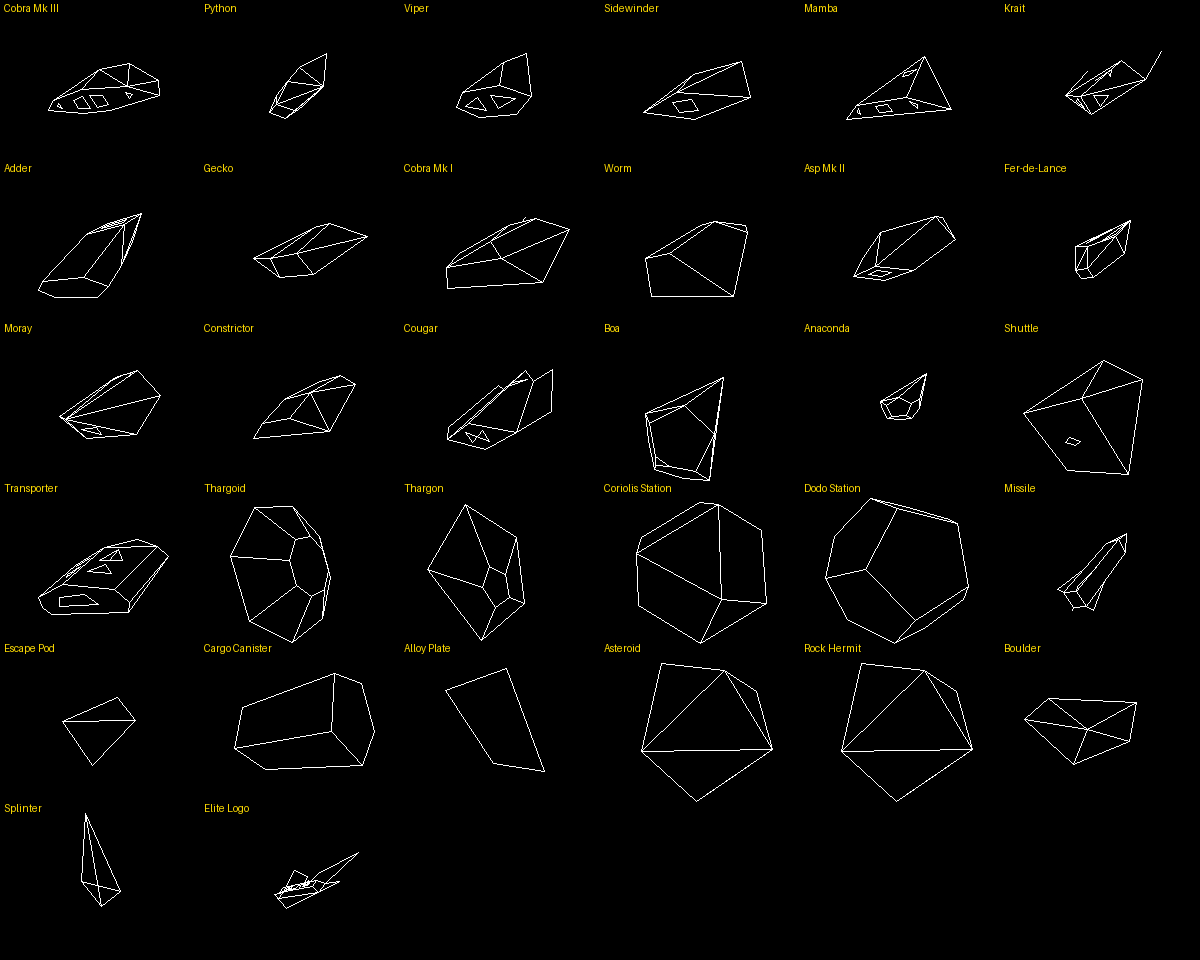 Cobra Mk III
Python
Viper
Sidewinder
Mamba
Krait
Adder
Gecko
Cobra Mk I
Worm
Asp Mk II
Fer-de-Lance
Moray
Constrictor
Cougar
Boa
Anaconda
Shuttle
Transporter
Thargoid
Thargon
Coriolis Station
Dodo Station
Missile
Escape Pod
Cargo Canister
Alloy Plate
Asteroid
Rock Hermit
Boulder
Splinter
Elite Logo